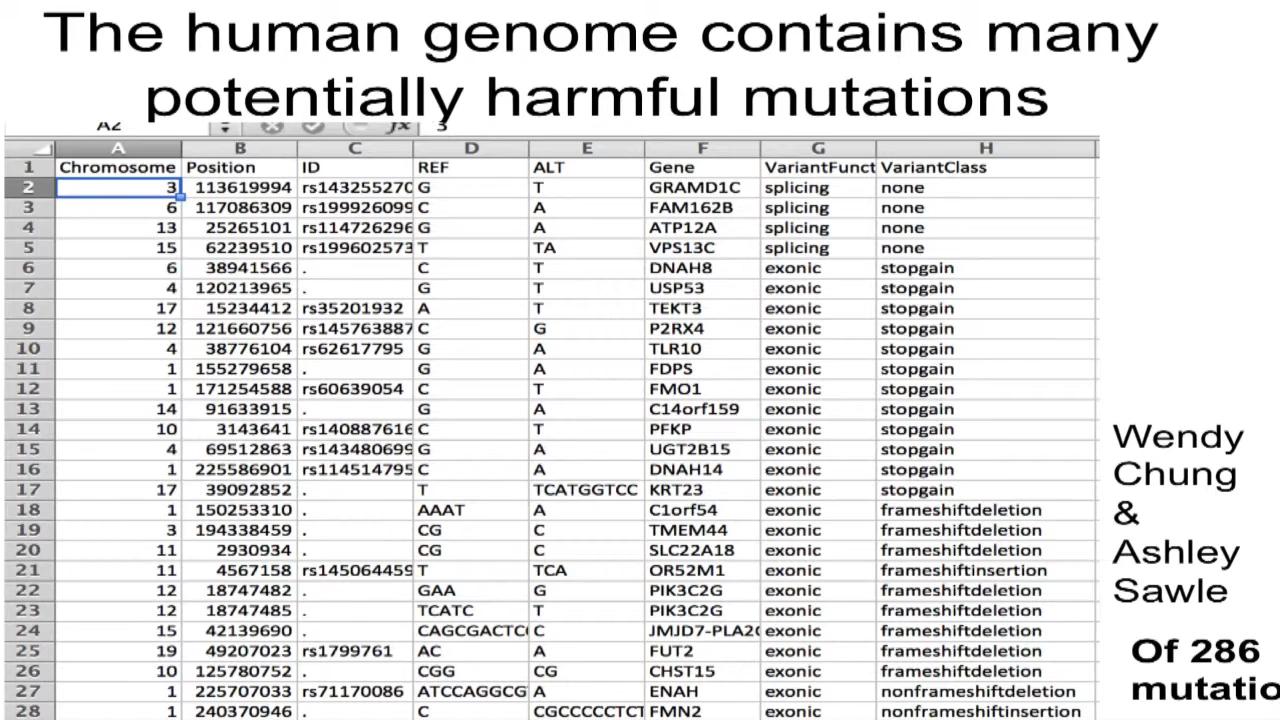 The human genome contains many
potentially harmful mutations
A2 fx 3
A B C D E F G H
1 Chromosome Position ID REF ALT Gene VariantFunct VariantClass
2 3 113619994 rs143255270 G T GRAMD1C splicing none
3 6 117086309 rs199926099 C A FAM162B splicing none
4 13 25265101 rs114726296 G A ATP12A splicing none
5 15 62239510 rs199602573 T TA VPS13C splicing none
6 6 38941566 . C T DNAH8 exonic stopgain
7 4 120213965 . G T USP53 exonic stopgain
8 17 15234412 rs35201932 A T TEKT3 exonic stopgain
9 12 121660756 rs145763887 C G P2RX4 exonic stopgain
10 4 38776104 rs62617795 G A TLR10 exonic stopgain
11 1 155279658 . G A FDPS exonic stopgain
12 1 171254588 rs60639054 C T FMO1 exonic stopgain
13 14 91633915 . G A C14orf159 exonic stopgain
14 10 3143641 rs140887616 C T PFKP exonic stopgain
15 4 69512863 rs143480699 G A UGT2B15 exonic stopgain
16 1 225586901 rs114514795 C A DNAH14 exonic stopgain
17 17 39092852 . T TCATGGTCC KRT23 exonic stopgain
18 1 150253310 . AAAT A C1orf54 exonic frameshiftdeletion
19 3 194338459 . CG C TMEM44 exonic frameshiftdeletion
20 11 2930934 . CG C SLC22A18 exonic frameshiftdeletion
21 11 4567158 rs145064459 T TCA OR52M1 exonic frameshiftinsertion
22 12 18747482 . GAA G PIK3C2G exonic frameshiftdeletion
23 12 18747485 . TCATC T PIK3C2G exonic frameshiftdeletion
24 15 42139690 . CAGCGACTC C JMJD7-PLA2 exonic frameshiftdeletion
25 19 49207023 rs1799761 AC A FUT2 exonic frameshiftdeletion
26 10 125780752 . CGG CG CHST15 exonic frameshiftdeletion
27 1 225707033 rs71170086 ATCCAGGCG A ENAH exonic nonframeshiftdeletion
28 1 240370946 . C CGCCCCCTCT FMN2 exonic nonframeshiftinsertion
Wendy
Chung
&
Ashley
Sawle
Of 286
mutatio